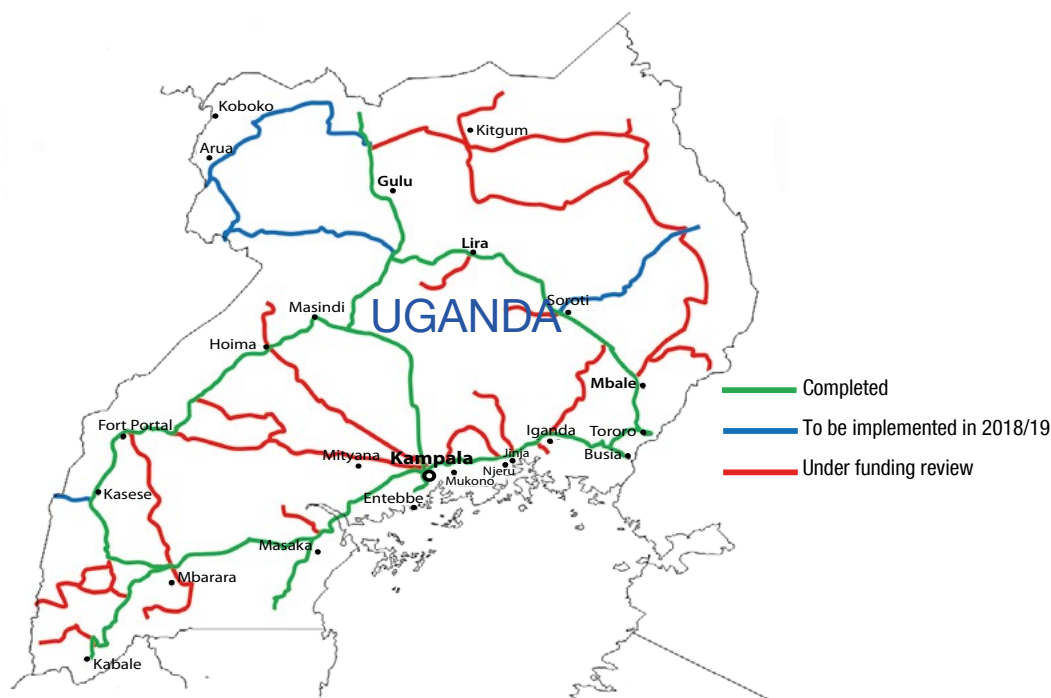 Koboko
Kitgum
Arua
Gulu
Lira
UGANDA
Soroti
Masindi
Hoima
Mbale
Completed
Fort Portal
Iganda
Tororo
To be implemented in 2018/19
Mityana
Kampala
Jinja
Busia
Njeru
Mukono
Under funding review
Kasese
Entebbe
Masaka
Mbarara
Kabale